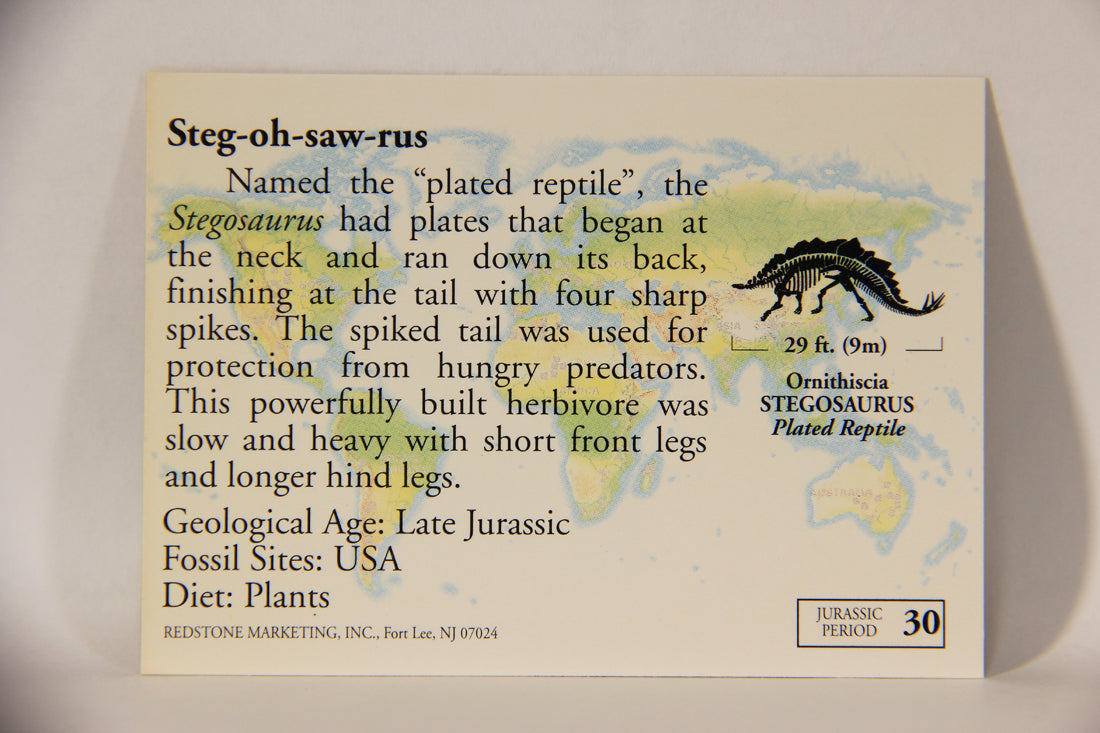 Steg-oh-saw-rus
Named the “plated reptile”, the
Stegosaurus had plates that began at
the neck and ran down its back,
finishing at the tail with four sharp
spikes. The spiked tail was used for
protection from hungry predators.
This powerfully built herbivore was
slow and heavy with short front legs
and longer hind legs.
Geological Age: Late Jurassic
Fossil Sites: USA
Diet: Plants
REDSTONE MARKETING, INC., Fort Lee, NJ 07024
29 ft. (9m)
Ornithiscia
STEGOSAURUS
Plated Reptile
ASIA
AFRICA
AUSTRALIA
JURASSIC
PERIOD 30